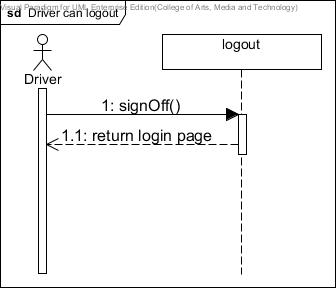 Visual Paradigm for UML Enterprise Edition(College of Arts, Media and Technology)
sd Driver can logout
logout
Driver
1: signOff()
1.1: return login page